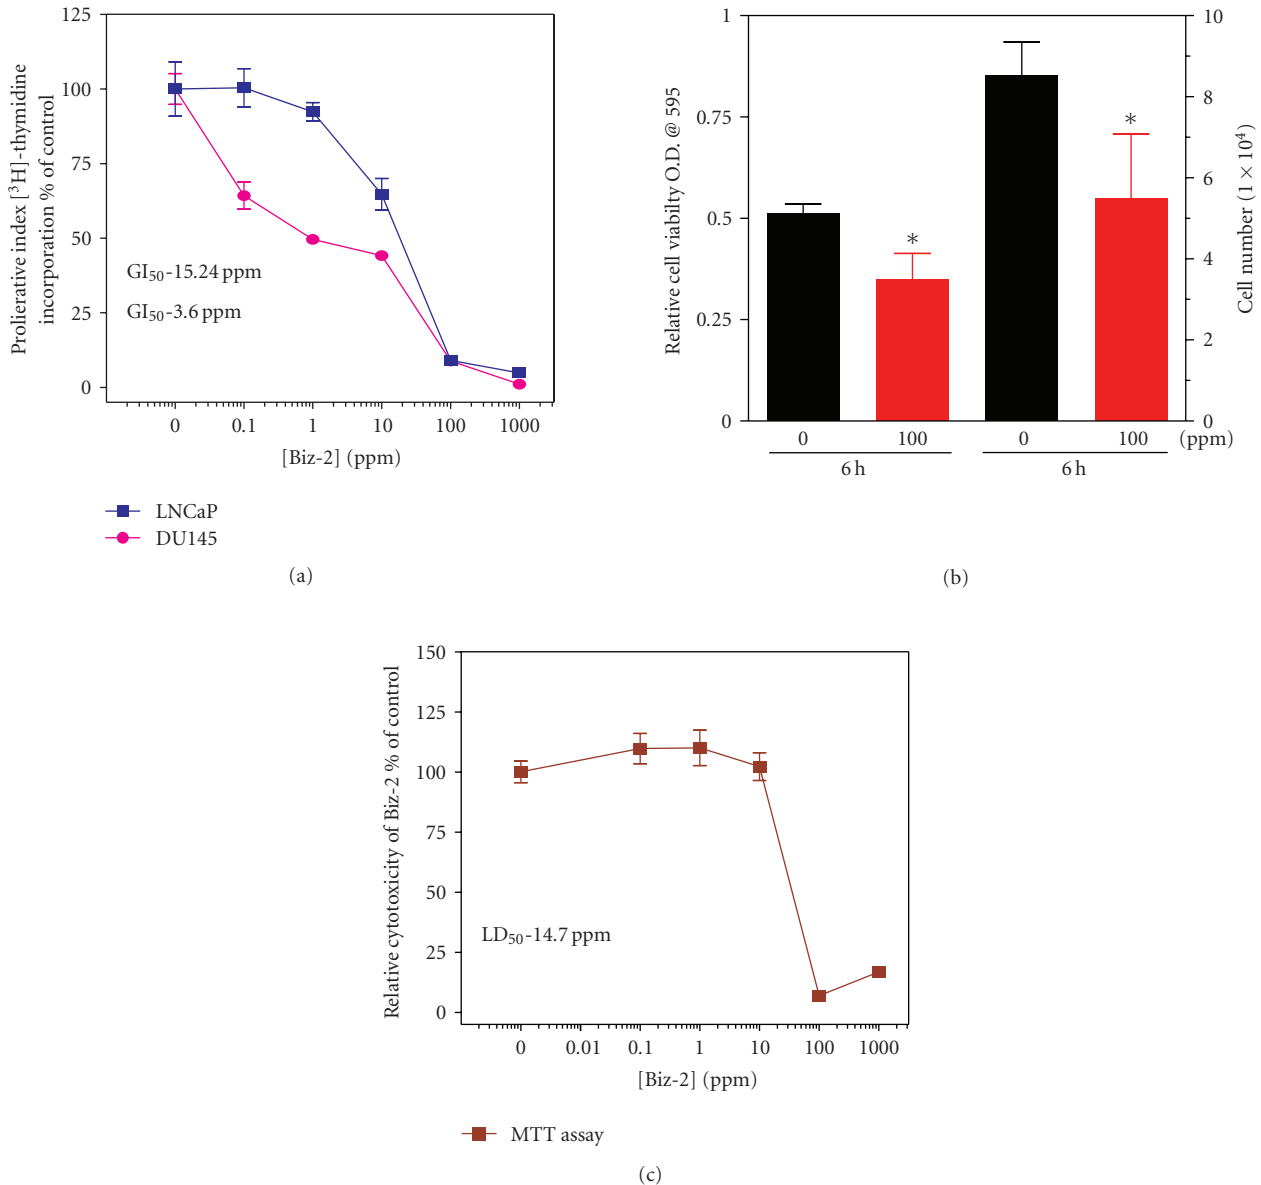 Prolierative index [³H]-thymidine
incorporation % of control
125
100
75
50
25
0
GI₅₀-15.24 ppm
GI₅₀-3.6 ppm
0 0.1 1 10 100 1000
[Biz-2] (ppm)
LNCaP
DU145
(a)
Relative cell viabilty O.D. @ 595
1
0.75
0.5
0.25
0
* *
10
8
6
4
2
0
Cell number (1 × 10⁴)
0 100 0 100 (ppm)
6 h 6 h
(b)
Relative cytotoxicity of Biz-2 % of control
150
125
100
75
50
25
0
LD₅₀-14.7 ppm
0 0.01 0.1 1 10 100 1000
[Biz-2] (ppm)
MTT assay
(c)